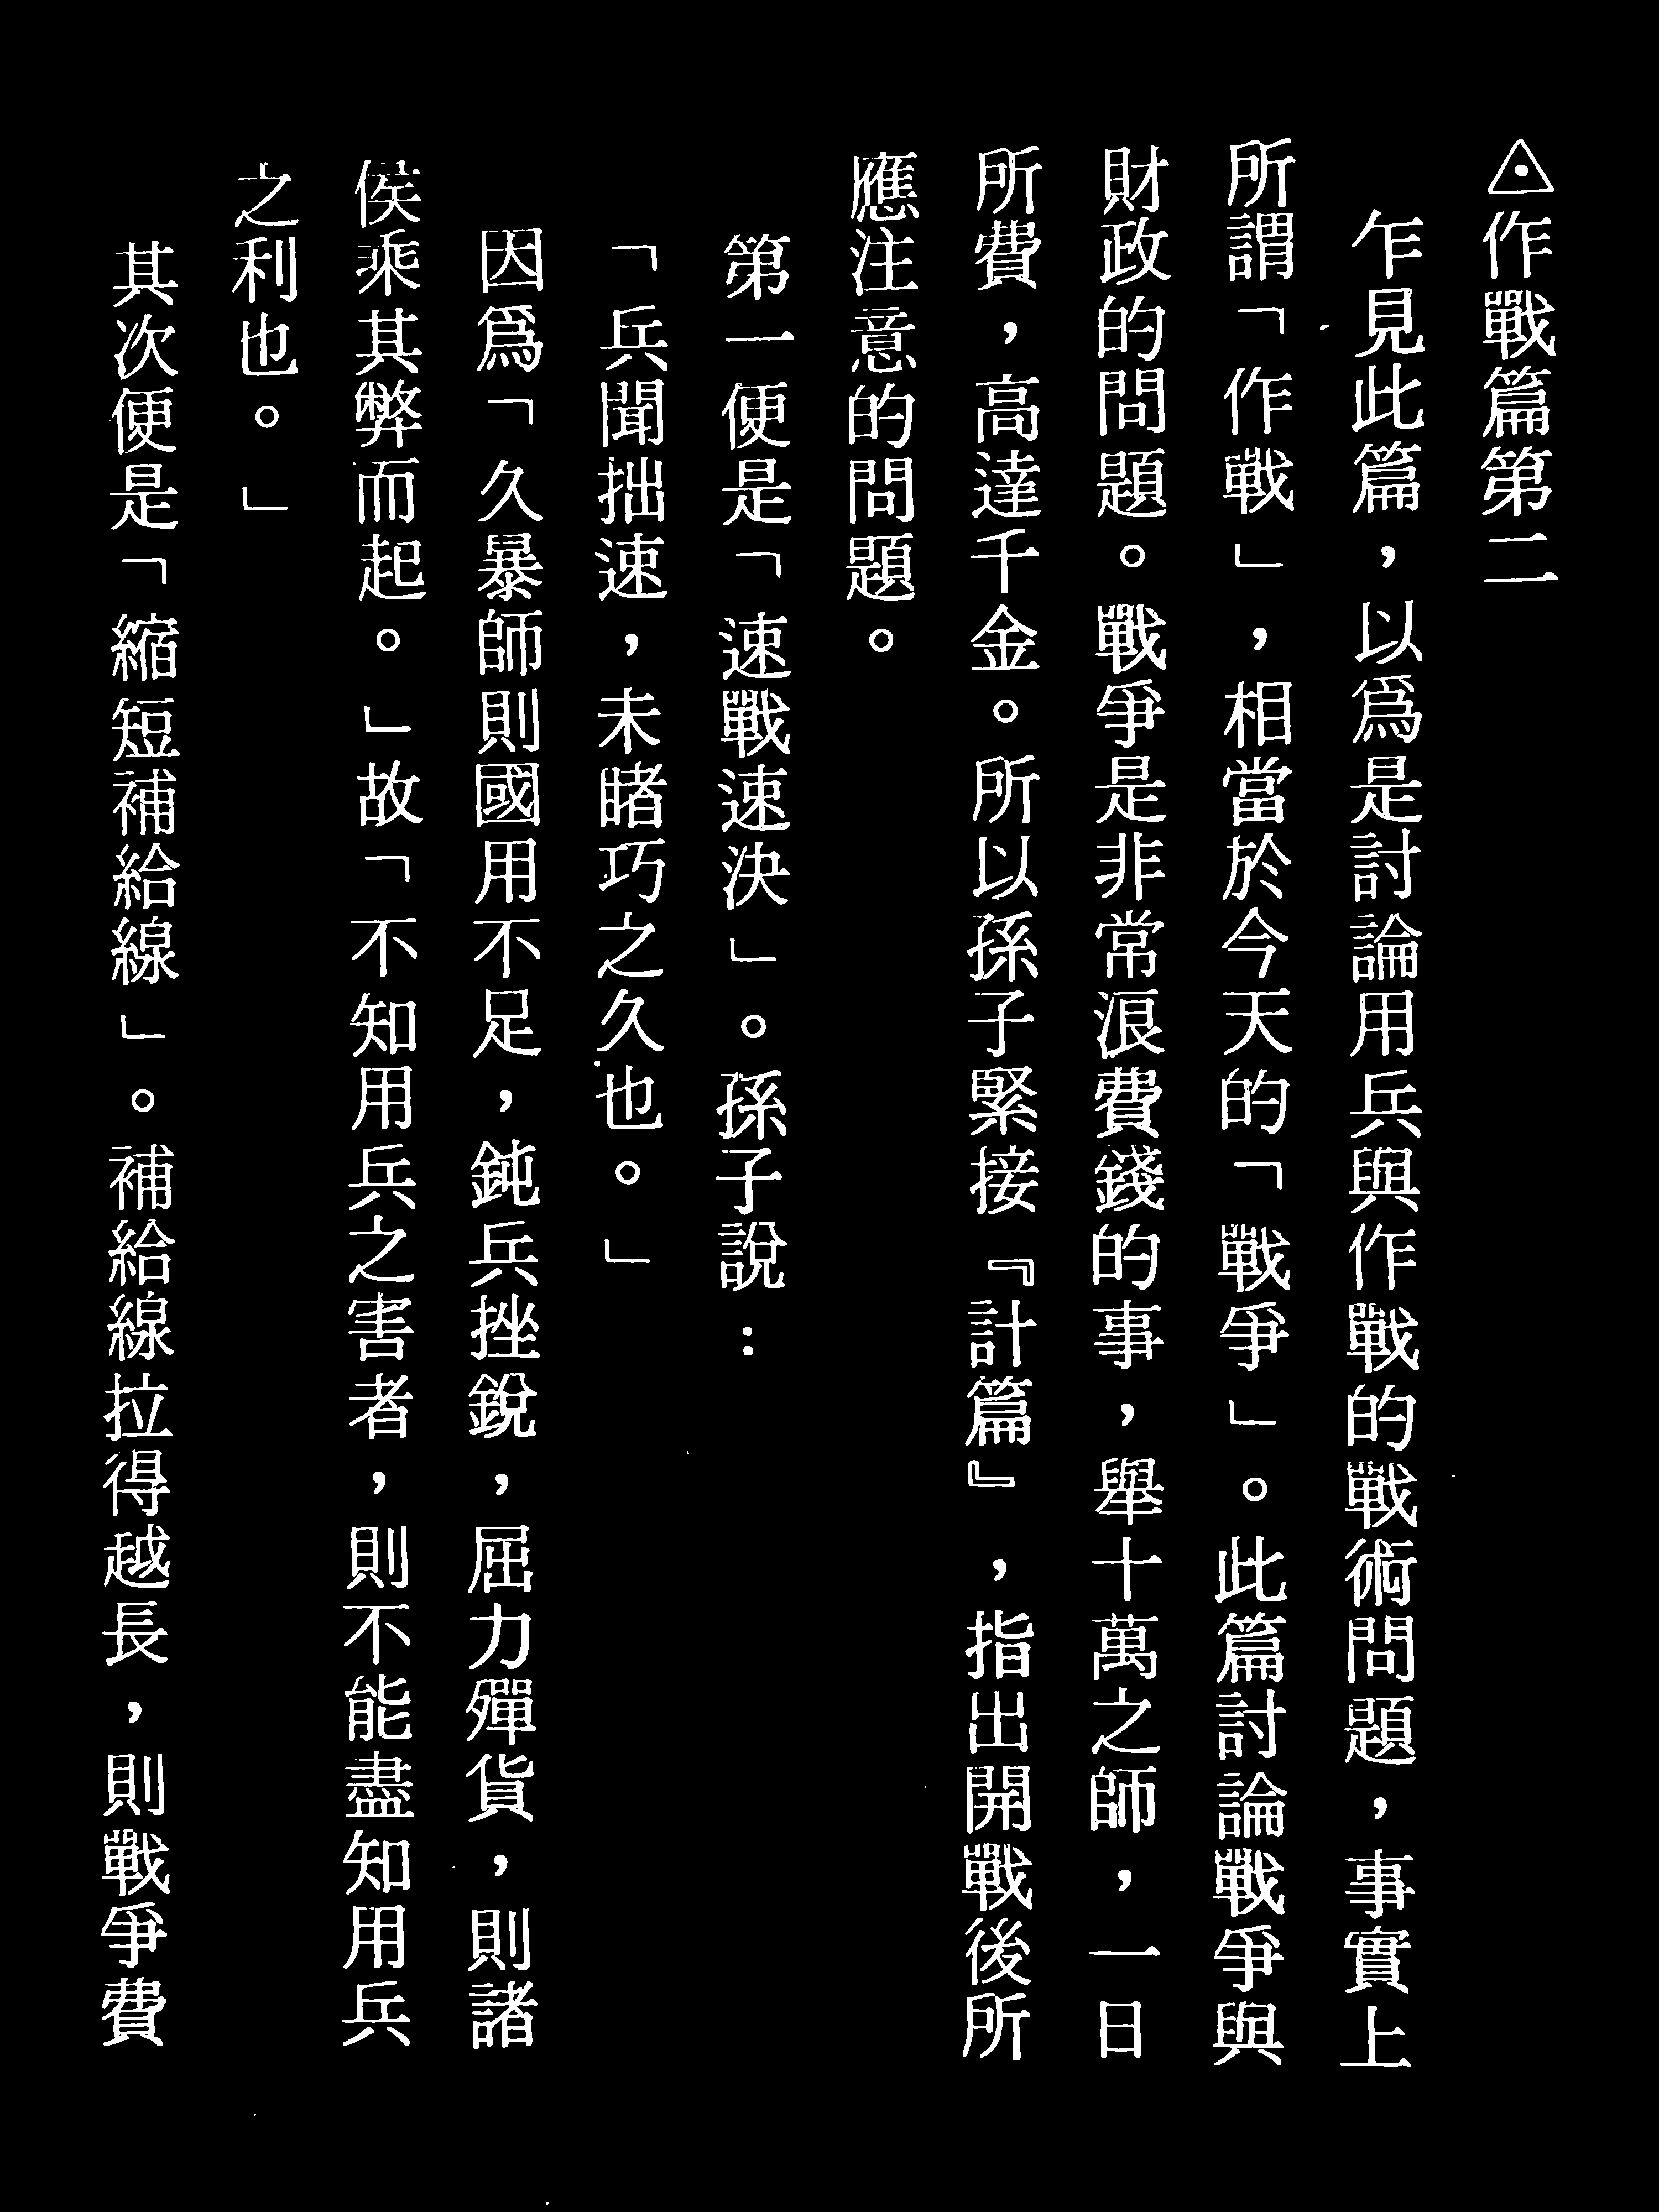 作戰篇第二
乍見此篇，以爲是討論用兵與作戰的戰術問題，事實上
所謂「作戰」，相當於今天的「戰爭」。此篇討論戰爭與
財政的問題。戰爭是非常浪費錢的事，舉十萬之師，一日
所費，高達千金。所以孫子緊接『計篇』，指出開戰後所
應注意的問題。
第一便是「速戰速決」。孫子說：
「兵聞拙速，未睹巧之久也。」
因爲「久暴師則國用不足，鈍兵挫銳，屈力殫貨，則諸
侯乘其弊而起。」故「不知用兵之害者，則不能盡知用兵
之利也。」
其次便是「縮短補給線」。補給線拉得越長，則戰爭費